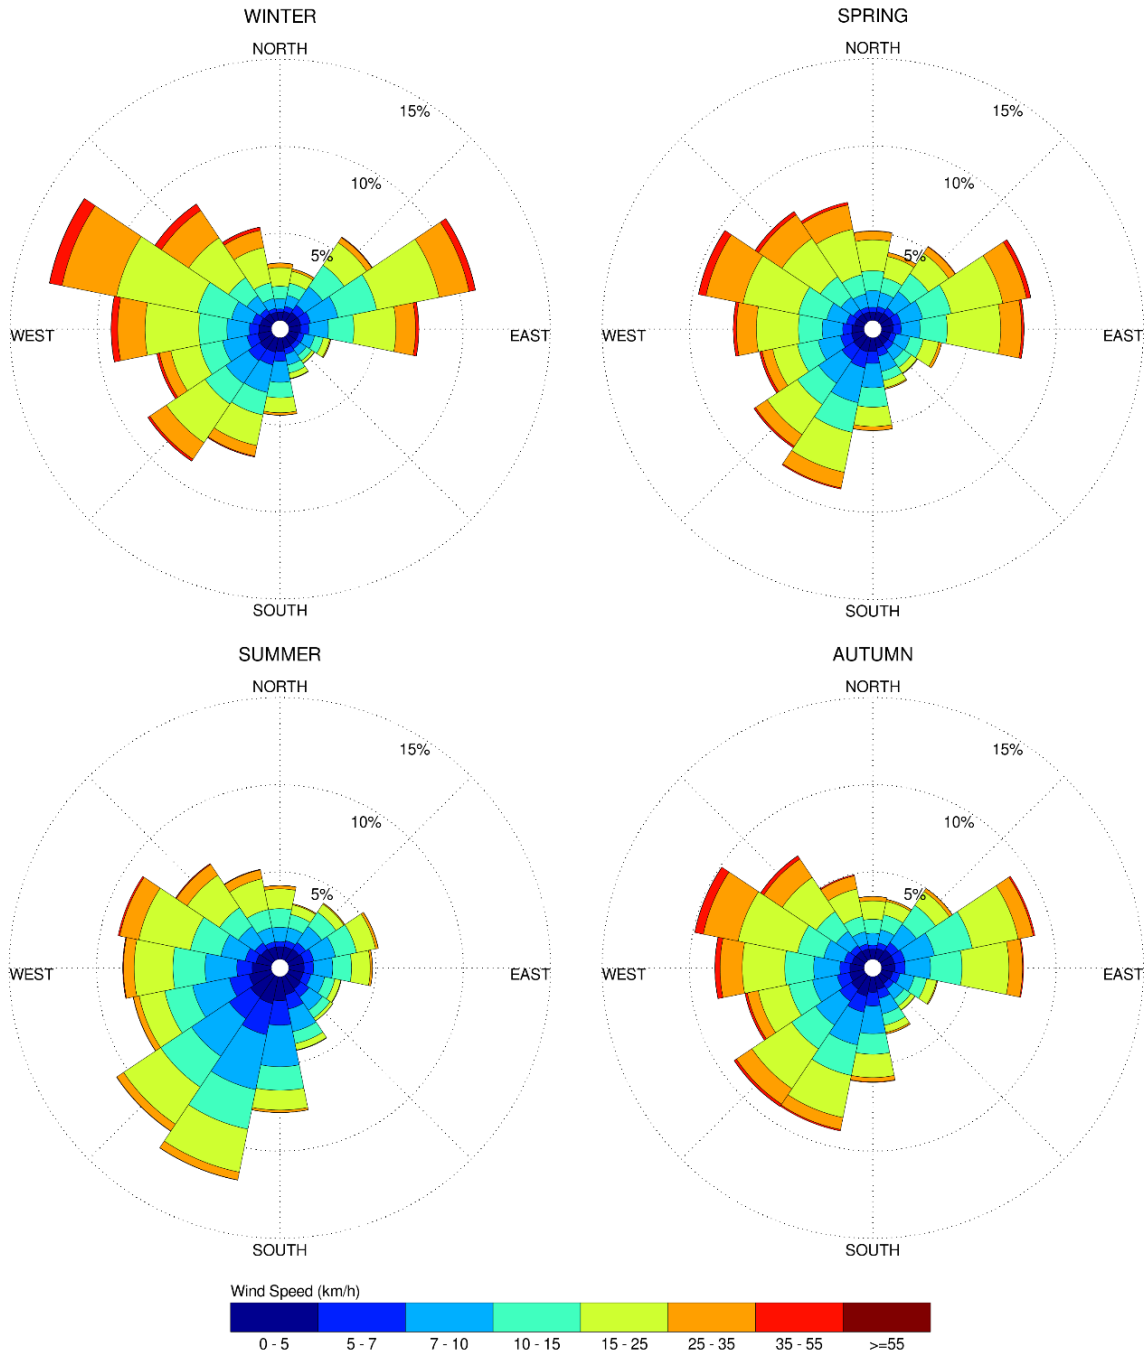 WINTER
NORTH
15%
10%
5%
WEST
EAST
SOUTH
SPRING
NORTH
15%
10%
5%
WEST
EAST
SOUTH
SUMMER
NORTH
15%
10%
5%
WEST
EAST
SOUTH
AUTUMN
NORTH
15%
10%
5%
WEST
EAST
SOUTH
Wind Speed (km/h)
0 - 5 5 - 7 7 - 10 10 - 15 15 - 25 25 - 35 35 - 55 >=55